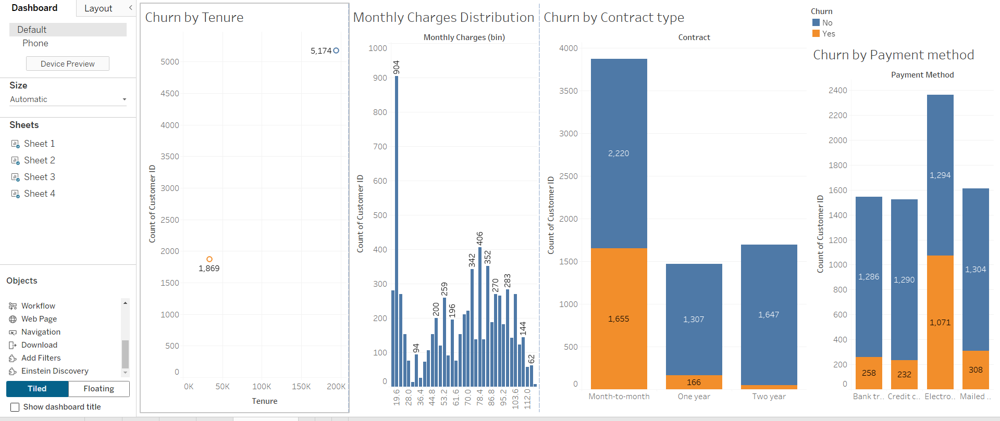 Dashboard
Layout
Default
Phone
Device Preview
Size
Automatic
Sheets
Sheet 1
Sheet 2
Sheet 3
Sheet 4
Objects
Workflow
Web Page
Navigation
Download
Add Filters
Einstein Discovery
Tiled
Floating
Show dashboard title
Churn by Tenure
5,174
1,869
5000
4500
4000
3500
3000
2500
2000
1500
1000
500
0
Count of Customer ID
0K 50K 100K 150K 200K
Tenure
Monthly Charges Distribution
Monthly Charges (bin)
1000
900
800
700
600
500
400
300
200
100
0
Count of Customer ID
904
94
200
259
196
342
406
352
270
283
144
62
19.6 28.0 36.4 44.8 53.2 61.6 70.0 78.4 86.8 95.2 103.6 112.0
Churn by Contract type
Contract
4000
3500
3000
2500
2000
1500
1000
500
0
Count of Customer ID
2,220
1,655
1,307
166
1,647
Month-to-month One year Two year
Churn
No
Yes
Churn by Payment method
Payment Method
2400
2200
2000
1800
1600
1400
1200
1000
800
600
400
200
0
Count of Customer ID
1,286
258
1,290
232
1,294
1,071
1,304
308
Bank tr.. Credit c.. Electro.. Mailed ..